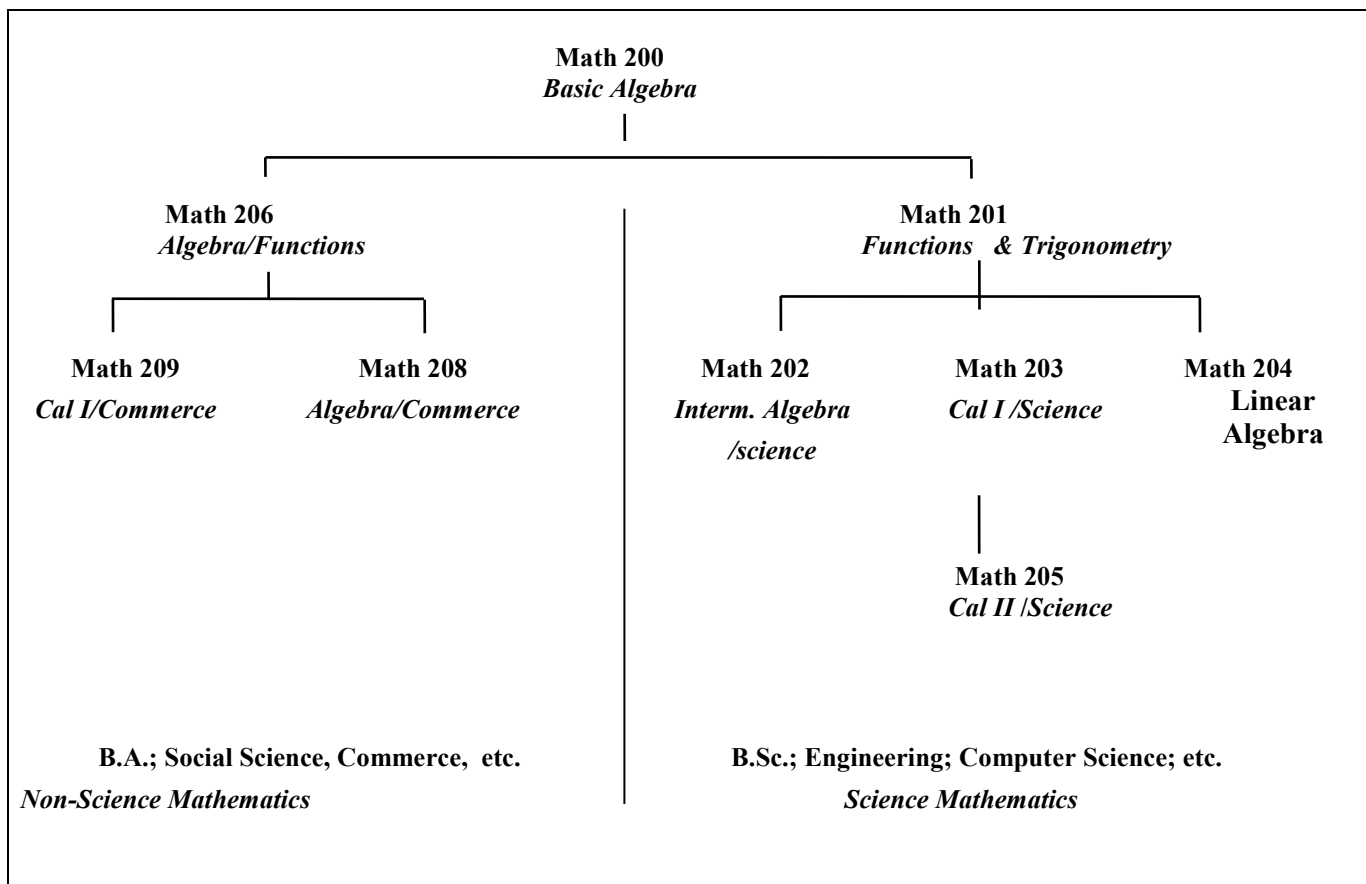 Math 200
Basic Algebra
Math 206
Algebra/Functions
Math 201
Functions & Trigonometry
Math 209
Cal I/Commerce
Math 208
Algebra/Commerce
Math 202
Interm. Algebra
/science
Math 203
Cal I /Science
Math 204
Linear
Algebra
Math 205
Cal II /Science
B.A.; Social Science, Commerce, etc.
Non-Science Mathematics
B.Sc.; Engineering; Computer Science; etc.
Science Mathematics